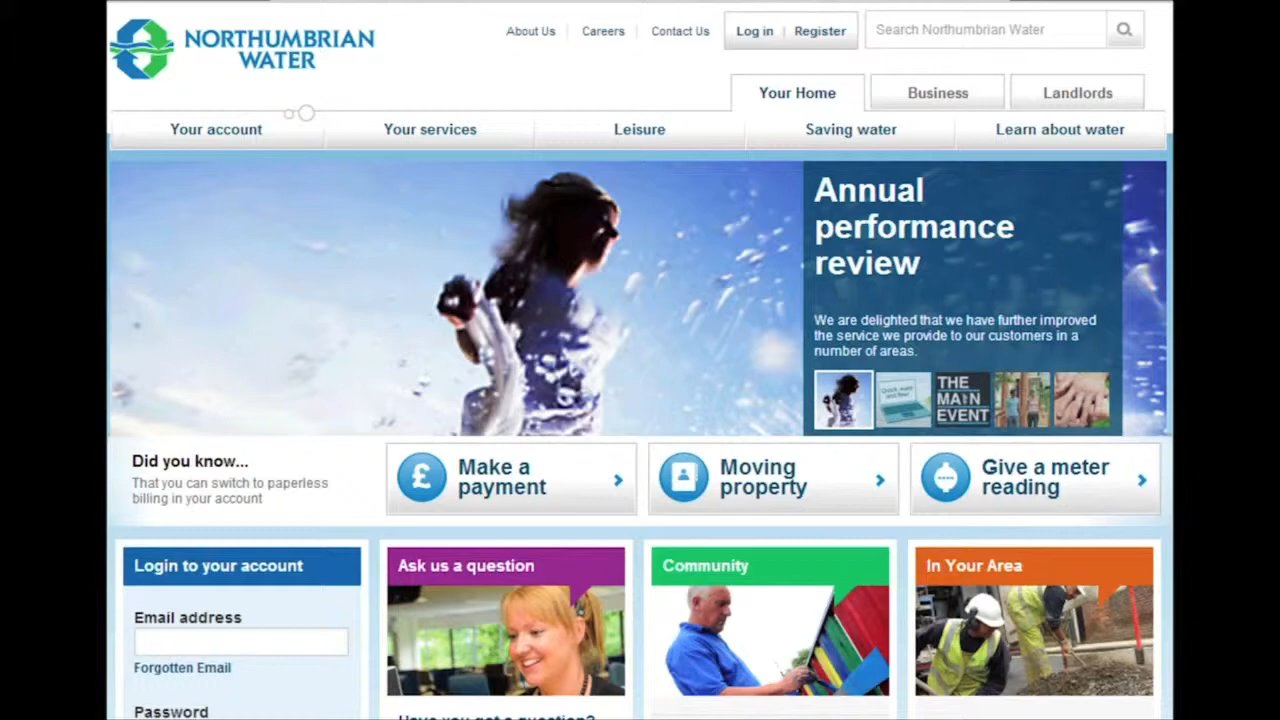 NORTHUMBRIAN
WATER
About Us
Careers
Contact Us
Log in
Register
Search Northumbrian Water
Your Home
Business
Landlords
Your account
Your services
Leisure
Saving water
Learn about water
Annual
performance
review
We are delighted that we have further improved
the service we provide to our customers in a
number of areas.
THE
MAIN
EVENT
Did you know...
That you can switch to paperless
billing in your account
£
Make a
payment
Moving
property
Give a meter
reading
Login to your account
Email address
Forgotten Email
Password
Ask us a question
Have you got a question?
Community
In Your Area